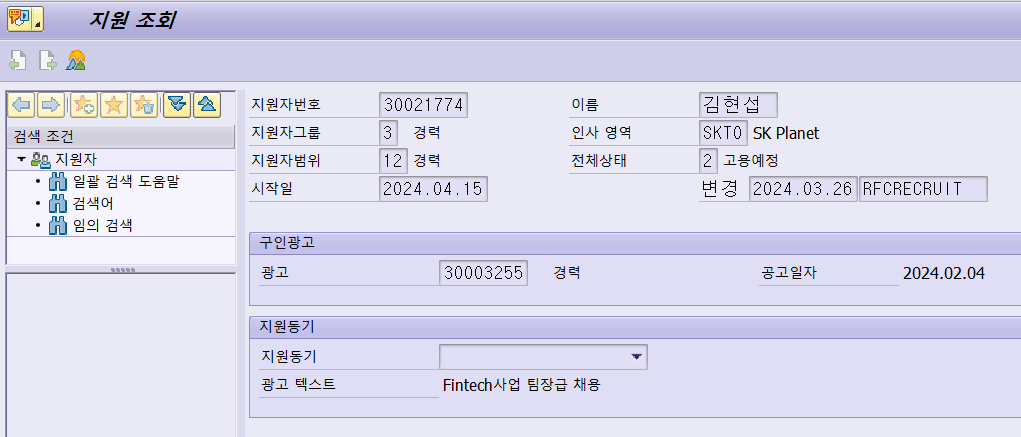 지원 조회
검색 조건
지원자
일괄 검색 도움말
검색어
임의 검색
지원자번호 30021774 이름 김현섭
지원자그룹 3 경력 인사 영역 SKT0 SK Planet
지원자범위 12 경력 전체상태 2 고용예정
시작일 2024.04.15 변경 2024.03.26 RFCRECRUIT
구인광고
광고 30003255 경력 공고일자 2024.02.04
지원동기
지원동기
광고 텍스트 Fintech사업 팀장급 채용